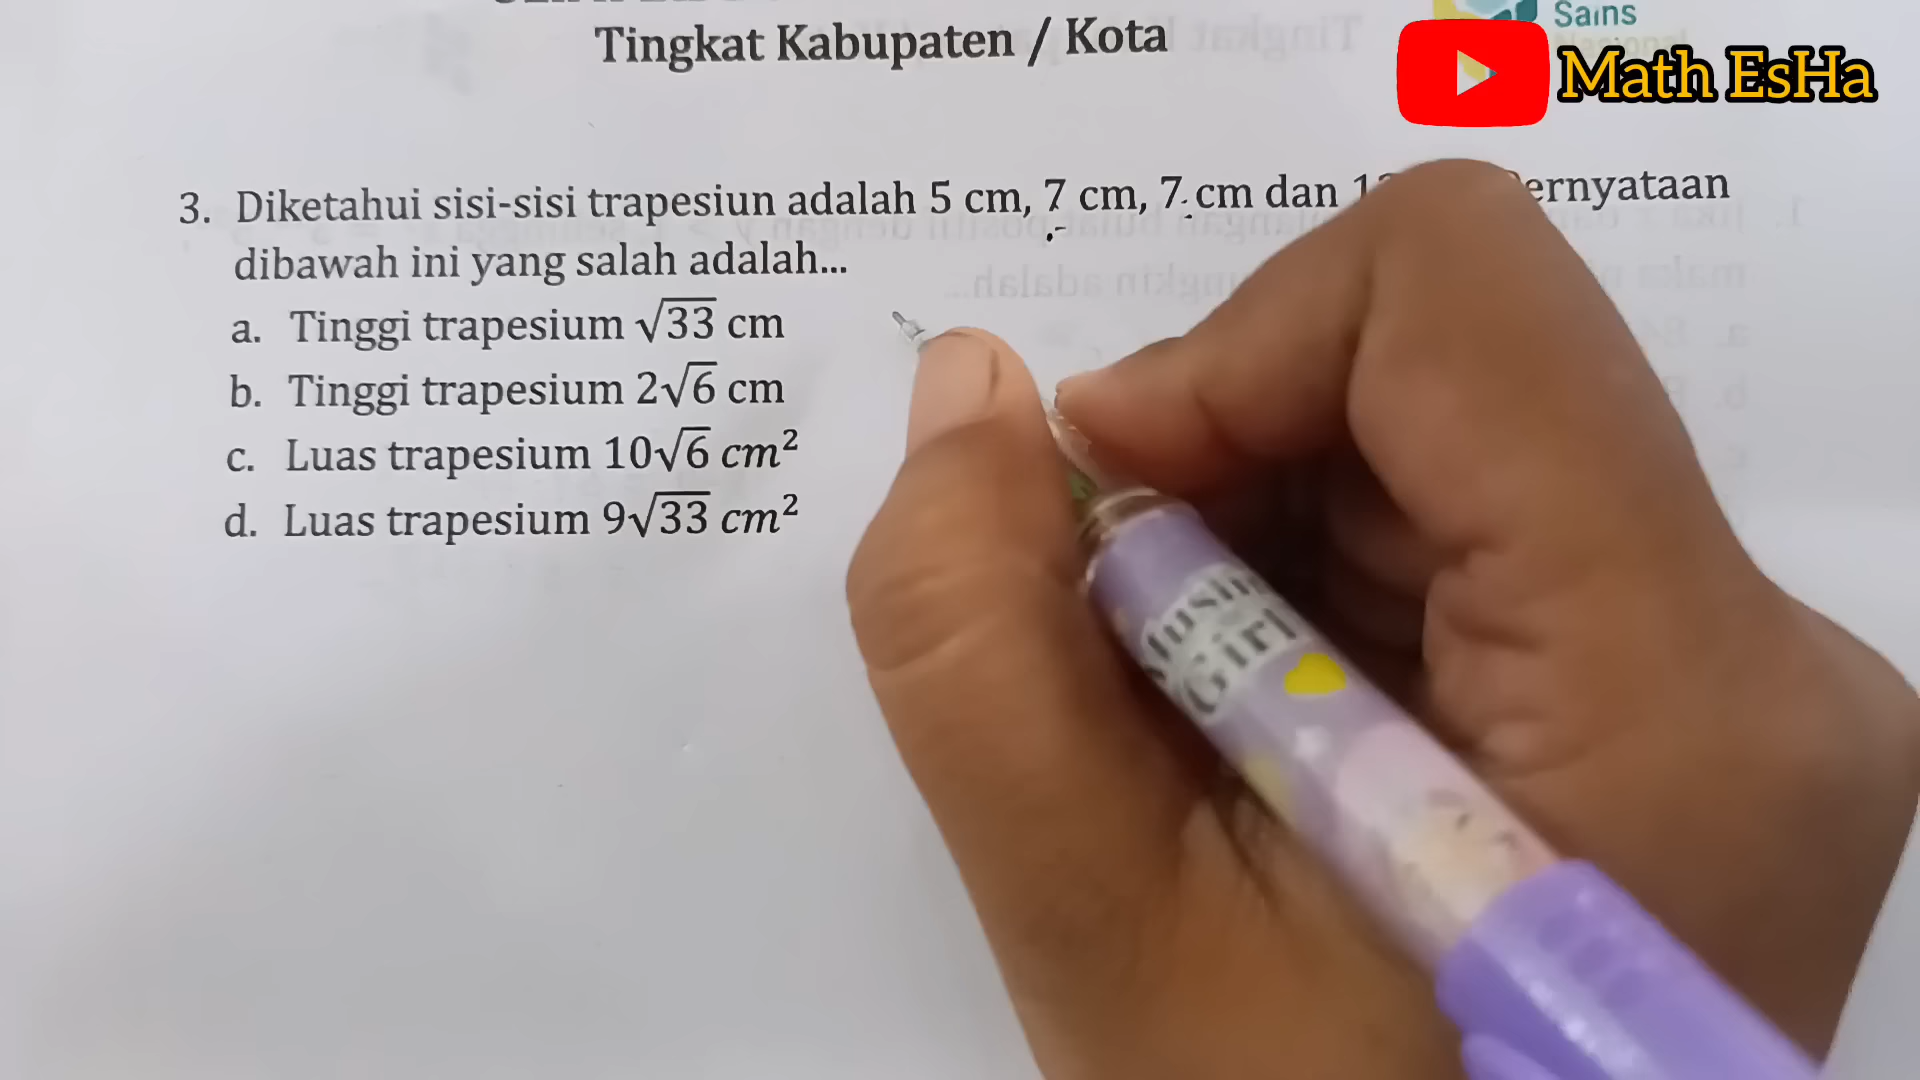 Sains
Tingkat Kabupaten / Kota
Math EsHa
3. Diketahui sisi-sisi trapesiun adalah 5 cm, 7 cm, 7 cm dan
dibawah ini yang salah adalah...
a. Tinggi trapesium √33 cm
b. Tinggi trapesium 2√6 cm
c. Luas trapesium 10√6 cm²
d. Luas trapesium 9√33 cm²
Girl